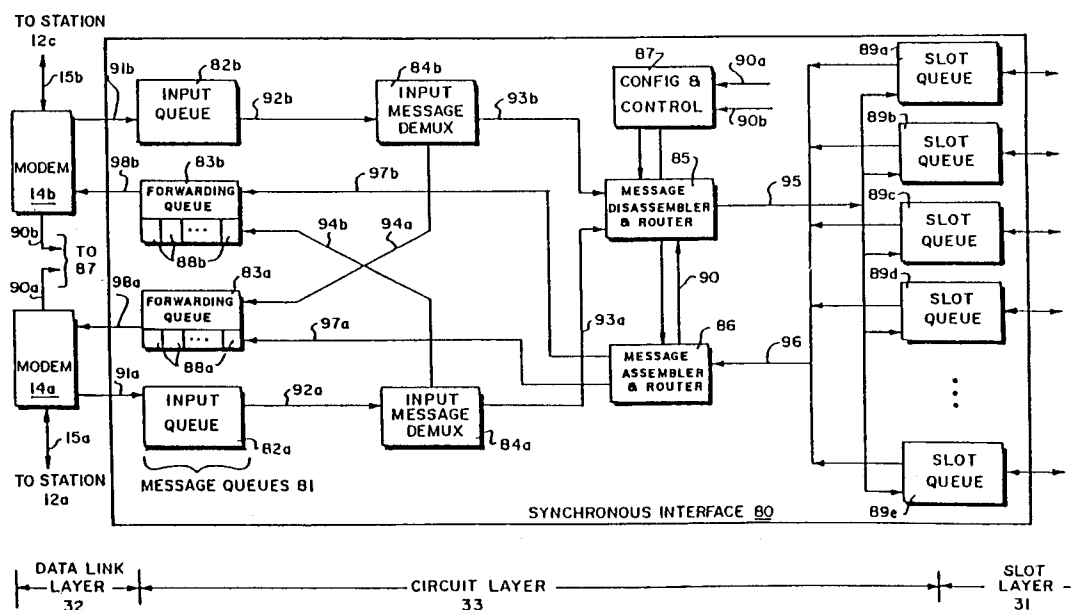 TO STATION
12c
15b
91b
82b
INPUT
QUEUE
92b
84b
INPUT
MESSAGE
DEMUX
93b
87
CONFIG &
CONTROL
90a
90b
89a
SLOT
QUEUE
MODEM
14b
98b
83b
FORWARDING
QUEUE
...
88b
97b
94b
94a
85
MESSAGE
DISASSEMBLER
& ROUTER
95
89b
SLOT
QUEUE
89c
SLOT
QUEUE
90b
TO
87
90a
98a
83a
FORWARDING
QUEUE
...
88a
97a
93a
90
86
MESSAGE
ASSEMBLER
& ROUTER
96
89d
SLOT
QUEUE
MODEM
14a
91a
INPUT
QUEUE
82a
92a
INPUT
MESSAGE
DEMUX
84a
15a
TO STATION
12a
MESSAGE QUEUES 81
SLOT
QUEUE
89e
SYNCHRONOUS INTERFACE 80
DATA LINK
LAYER
32
CIRCUIT LAYER
33
SLOT
LAYER
31